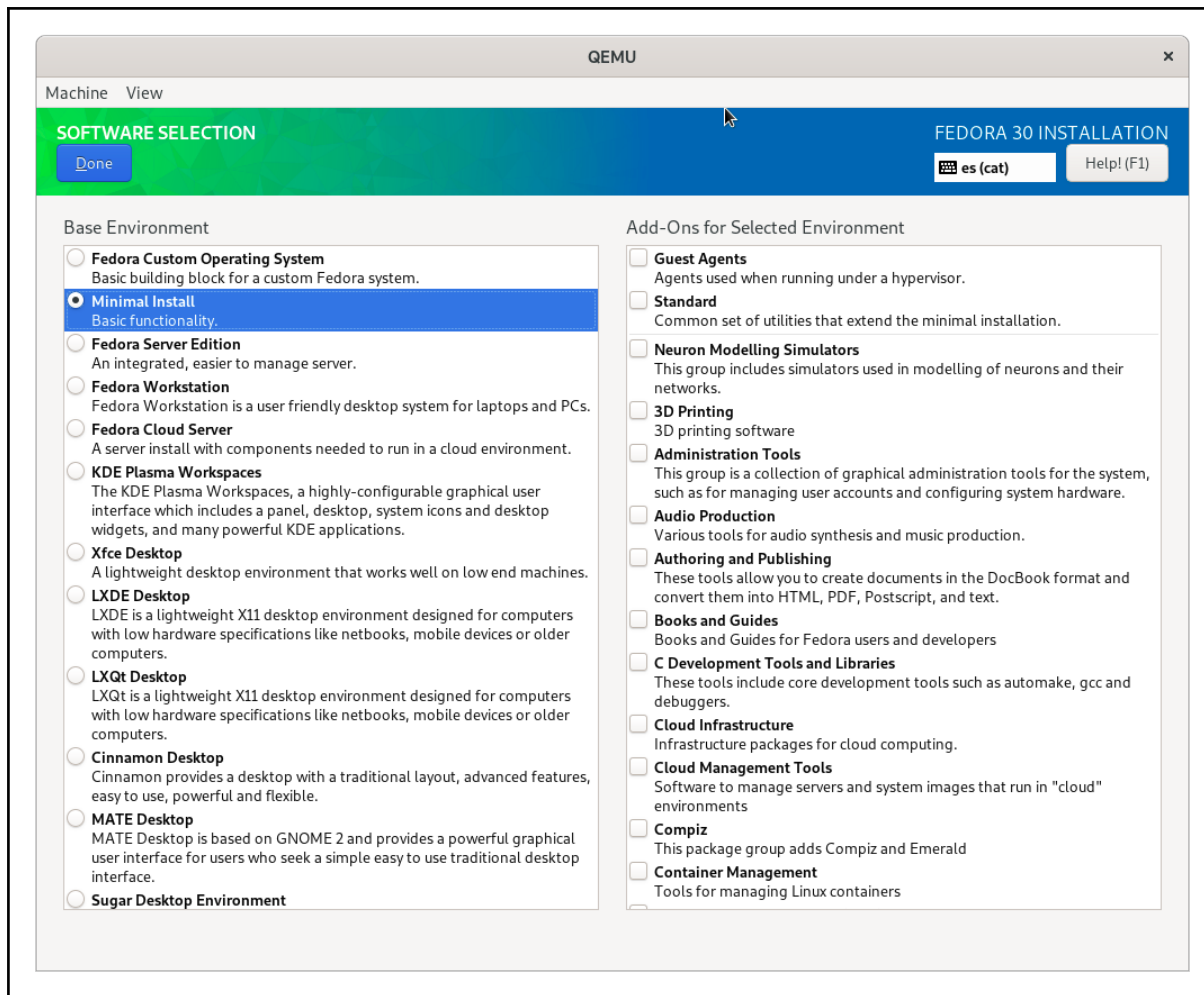 QEMU
Machine View
SOFTWARE SELECTION
Done
FEDORA 30 INSTALLATION
es (cat)
Help! (F1)
Base Environment
Fedora Custom Operating System
Basic building block for a custom Fedora system.
Minimal Install
Basic functionality.
Fedora Server Edition
An integrated, easier to manage server.
Fedora Workstation
Fedora Workstation is a user friendly desktop system for laptops and PCs.
Fedora Cloud Server
A server install with components needed to run in a cloud environment.
KDE Plasma Workspaces
The KDE Plasma Workspaces, a highly-configurable graphical user
interface which includes a panel, desktop, system icons and desktop
widgets, and many powerful KDE applications.
Xfce Desktop
A lightweight desktop environment that works well on low end machines.
LXDE Desktop
LXDE is a lightweight X11 desktop environment designed for computers
with low hardware specifications like netbooks, mobile devices or older
computers.
LXQt Desktop
LXQt is a lightweight X11 desktop environment designed for computers
with low hardware specifications like netbooks, mobile devices or older
computers.
Cinnamon Desktop
Cinnamon provides a desktop with a traditional layout, advanced features,
easy to use, powerful and flexible.
MATE Desktop
MATE Desktop is based on GNOME 2 and provides a powerful graphical
user interface for users who seek a simple easy to use traditional desktop
interface.
Sugar Desktop Environment
Add-Ons for Selected Environment
Guest Agents
Agents used when running under a hypervisor.
Standard
Common set of utilities that extend the minimal installation.
Neuron Modelling Simulators
This group includes simulators used in modelling of neurons and their
networks.
3D Printing
3D printing software
Administration Tools
This group is a collection of graphical administration tools for the system,
such as for managing user accounts and configuring system hardware.
Audio Production
Various tools for audio synthesis and music production.
Authoring and Publishing
These tools allow you to create documents in the DocBook format and
convert them into HTML, PDF, Postscript, and text.
Books and Guides
Books and Guides for Fedora users and developers
C Development Tools and Libraries
These tools include core development tools such as automake, gcc and
debuggers.
Cloud Infrastructure
Infrastructure packages for cloud computing.
Cloud Management Tools
Software to manage servers and system images that run in "cloud"
environments
Compiz
This package group adds Compiz and Emerald
Container Management
Tools for managing Linux containers